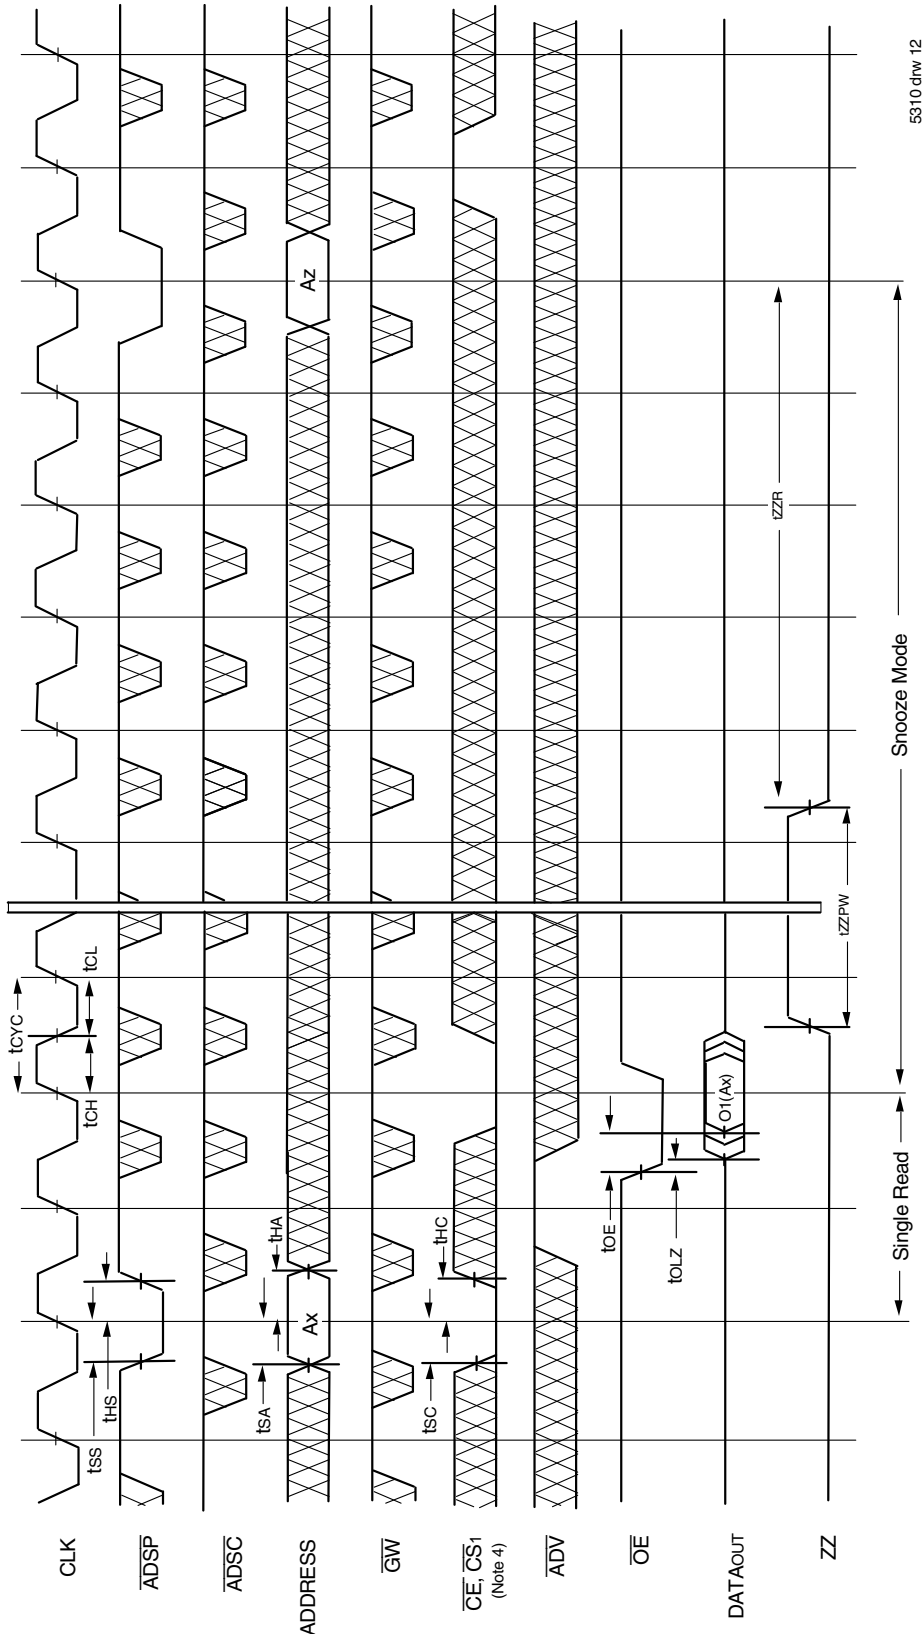 tCYC
tSS
tHS
tCH
tCL
CLK
ADSP
ADSC
tSA
tHA
ADDRESS
Ax
Az
GW
tSC
tHC
CE, CS1
(Note 4)
ADV
tOE
OE
tOLZ
O1(Ax)
DATAOUT
tZZR
ZZ
tZZPW
Single Read
Snooze Mode
5310 drw 12